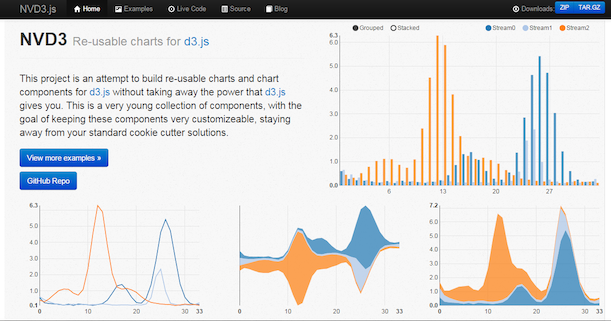 NVD3.js Home Examples Live Code Source Blog Downloads: ZIP TAR.GZ
NVD3 Re-usable charts for d3.js
This project is an attempt to build re-usable charts and chart
components for d3.js without taking away the power that d3.js
gives you. This is a very young collection of components, with the
goal of keeping these components very customizeable, staying
away from your standard cookie cutter solutions.
View more examples »
GitHub Repo
Grouped Stacked Stream0 Stream1 Stream2
6.3
6.0
5.0
4.0
3.0
2.0
1.0
0.0
6 13 20 27
6.3
5.0
4.0
3.0
2.0
1.0
0.1
0 10 20 30 33
0 10 20 30 33
7.2
6.0
5.0
4.0
3.0
2.0
1.0
0.0
0 10 20 30 33